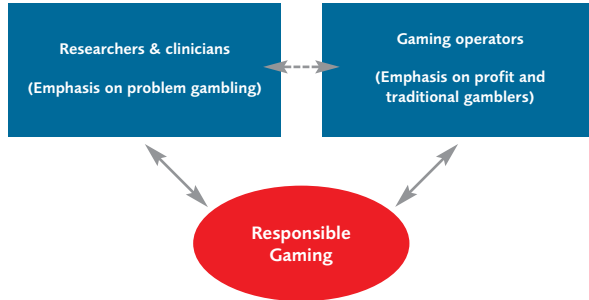 Researchers & clinicians
(Emphasis on problem gambling)
Gaming operators
(Emphasis on profit and
traditional gamblers)
Responsible
Gaming